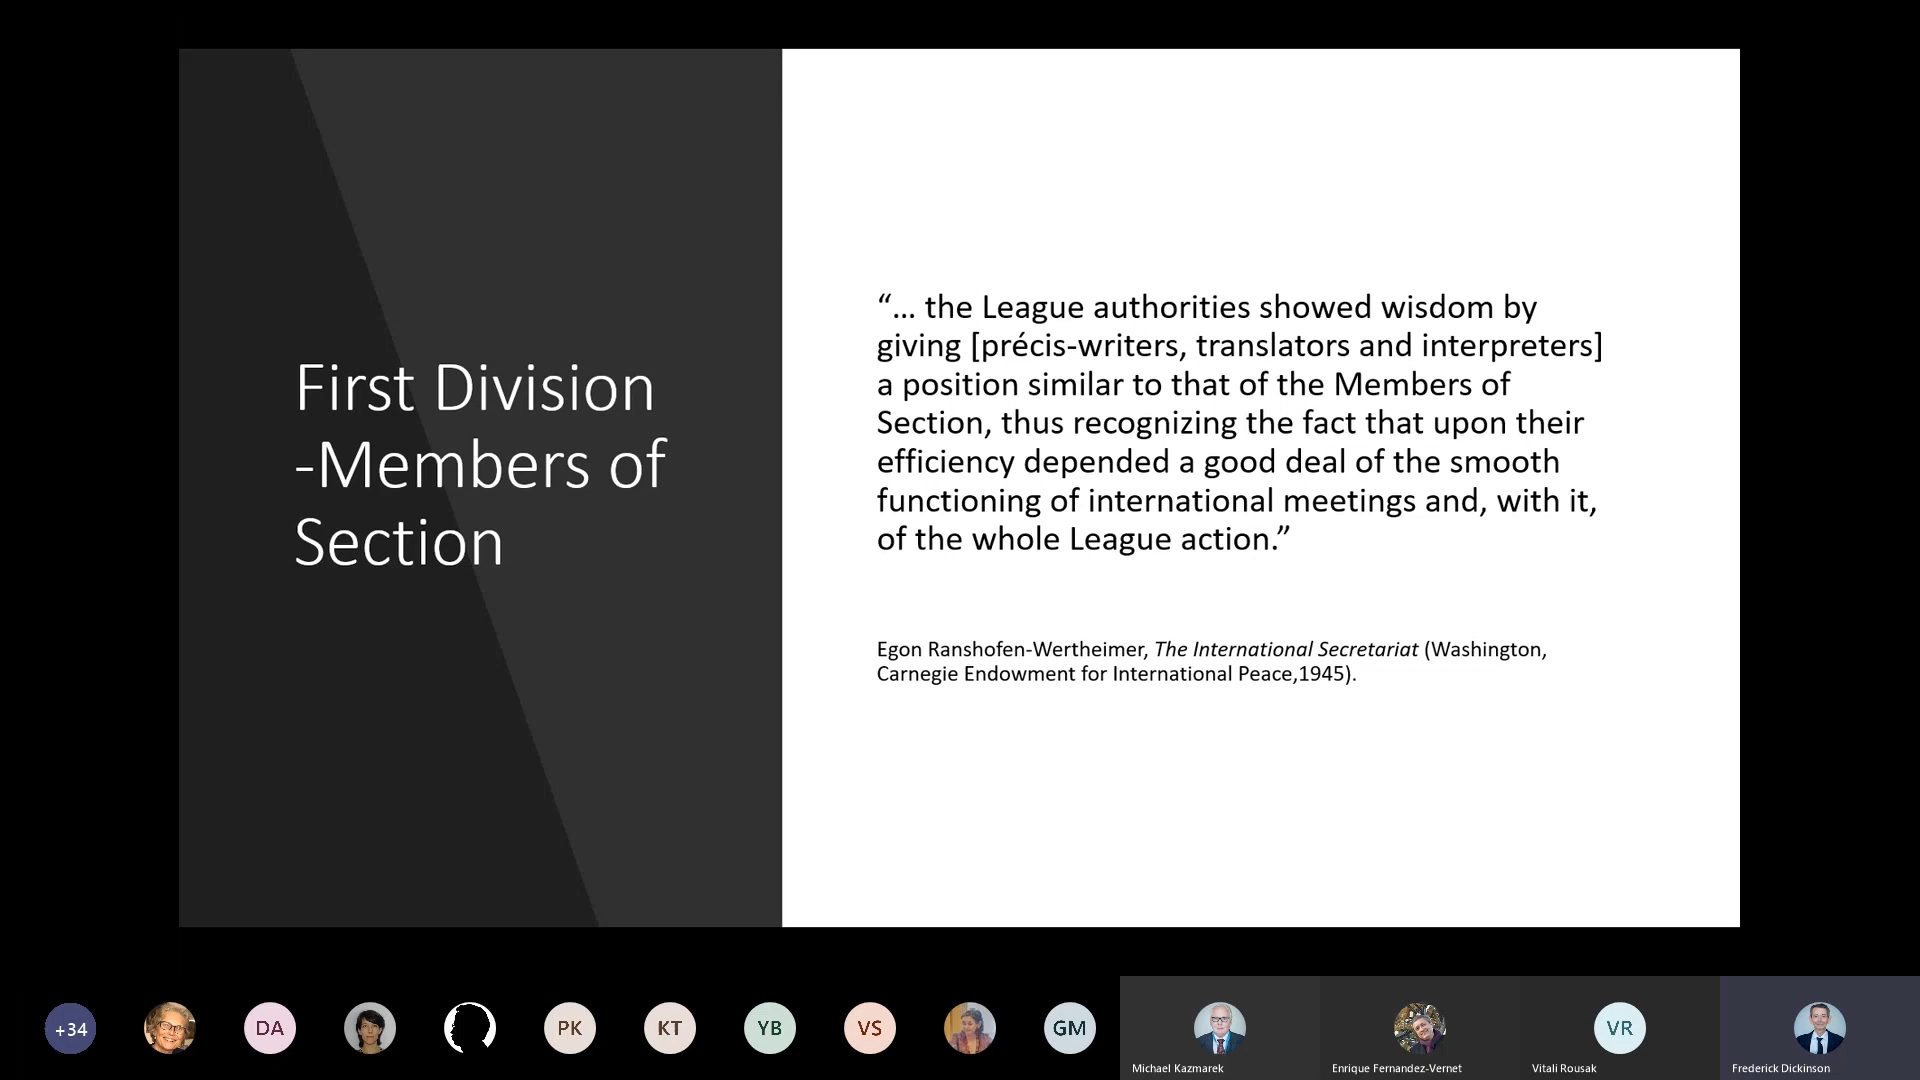 First Division
-Members of
Section
“... the League authorities showed wisdom by
giving [précis-writers, translators and interpreters]
a position similar to that of the Members of
Section, thus recognizing the fact that upon their
efficiency depended a good deal of the smooth
functioning of international meetings and, with it,
of the whole League action.”
Egon Ranshofen-Wertheimer, The International Secretariat (Washington,
Carnegie Endowment for International Peace,1945).
+34
DA
PK
KT
YB
VS
GM
Michael Kazmarek
Enrique Fernandez-Vernet
VR
Vitali Rousak
Frederick Dickinson